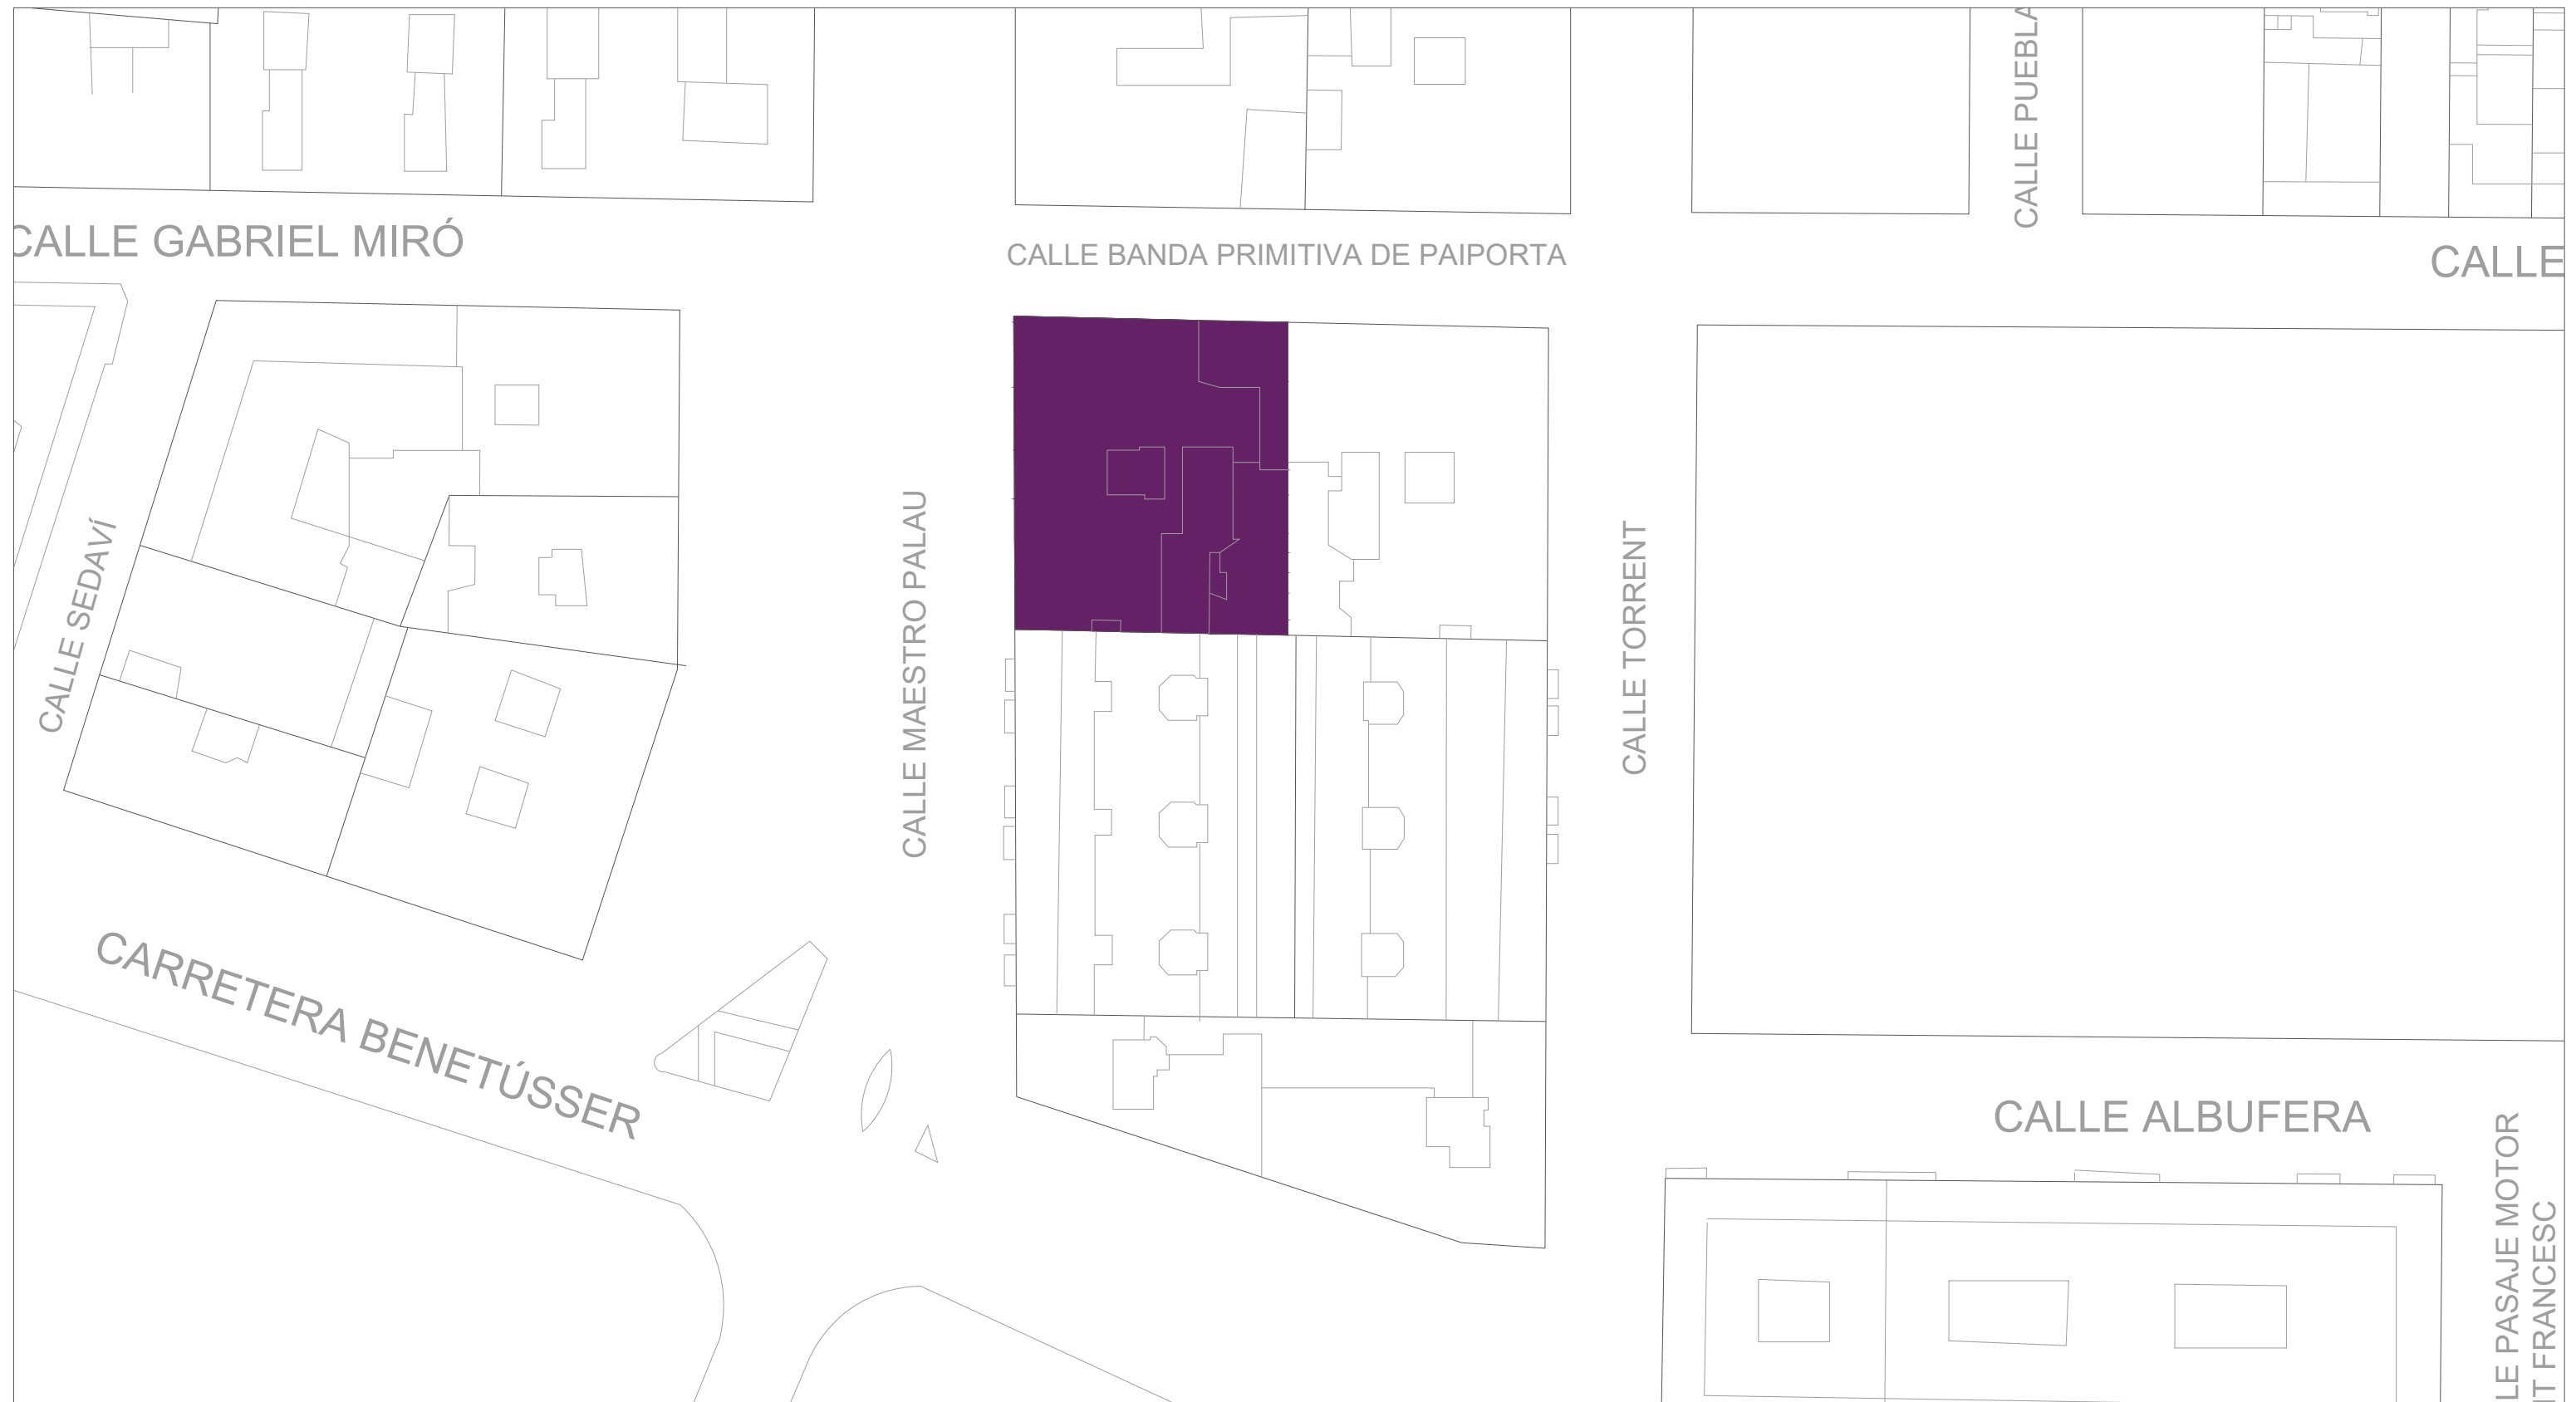 CALLE PUEBLA
CALLE GABRIEL MIRÓ
CALLE BANDA PRIMITIVA DE PAIPORTA
CALLE
CALLE SEDAVÍ
CALLE MAESTRO PALAU
CALLE TORRENT
CARRETERA BENETÚSSER
CALLE ALBUFERA
LE PASAJE MOTOR
NT FRANCESC